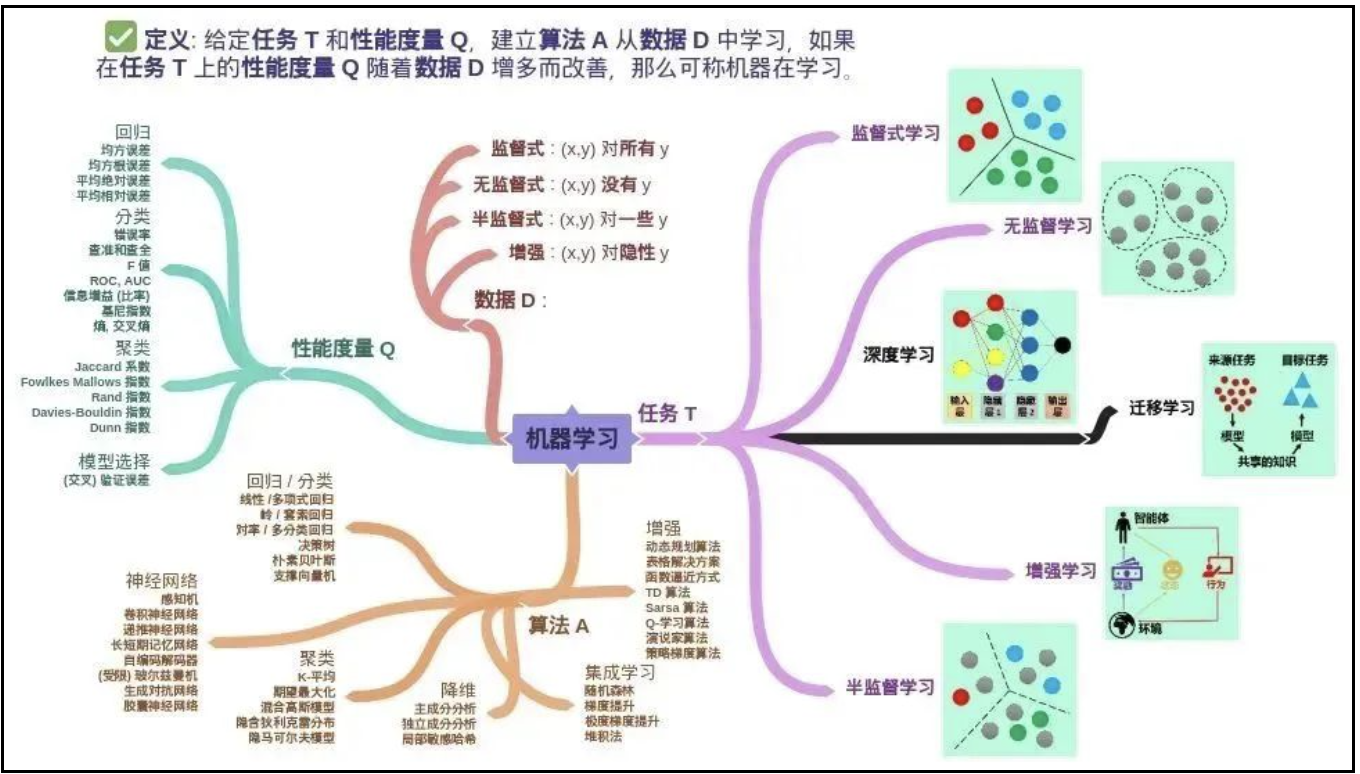 定义: 给定任务 T 和性能度量 Q，建立算法 A 从数据 D 中学习，如果
在任务 T 上的性能度量 Q 随着数据 D 增多而改善，那么可称机器在学习。
回归
均方误差
均方根误差
平均绝对误差
平均相对误差
分类
错误率
查准和查全
F 值
ROC, AUC
信息增益 (比率)
基尼指数
熵, 交叉熵
聚类
Jaccard 系数
Fowlkes Mallows 指数
Rand 指数
Davies-Bouldin 指数
Dunn 指数
模型选择
(交叉) 验证误差
性能度量 Q
监督式 : (x,y) 对所有 y
无监督式 : (x,y) 没有 y
半监督式 : (x,y) 对一些 y
增强 : (x,y) 对隐性 y
数据 D :
机器学习
任务 T
监督式学习
无监督学习
深度学习
输入
层
隐藏
层 1
隐藏
层 2
输出
层
迁移学习
来源任务
目标任务
模型
模型
共享的知识
增强学习
智能体
奖励
行为
环境
半监督学习
回归 / 分类
线性 /多项式回归
岭 / 套索回归
对率 / 多分类回归
决策树
朴素贝叶斯
支撑向量机
神经网络
感知机
卷积神经网络
递推神经网络
长短期记忆网络
自编码解码器
(受限) 玻尔兹曼机
生成对抗网络
胶囊神经网络
聚类
K-平均
期望最大化
混合高斯模型
隐含狄利克雷分布
隐马可尔夫模型
降维
主成分分析
独立成分分析
局部敏感哈希
算法 A
集成学习
随机森林
梯度提升
极度梯度提升
堆积法
增强
动态规划算法
表格解决方案
函数逼近方式
TD 算法
Sarsa 算法
Q-学习算法
演说家算法
策略梯度算法